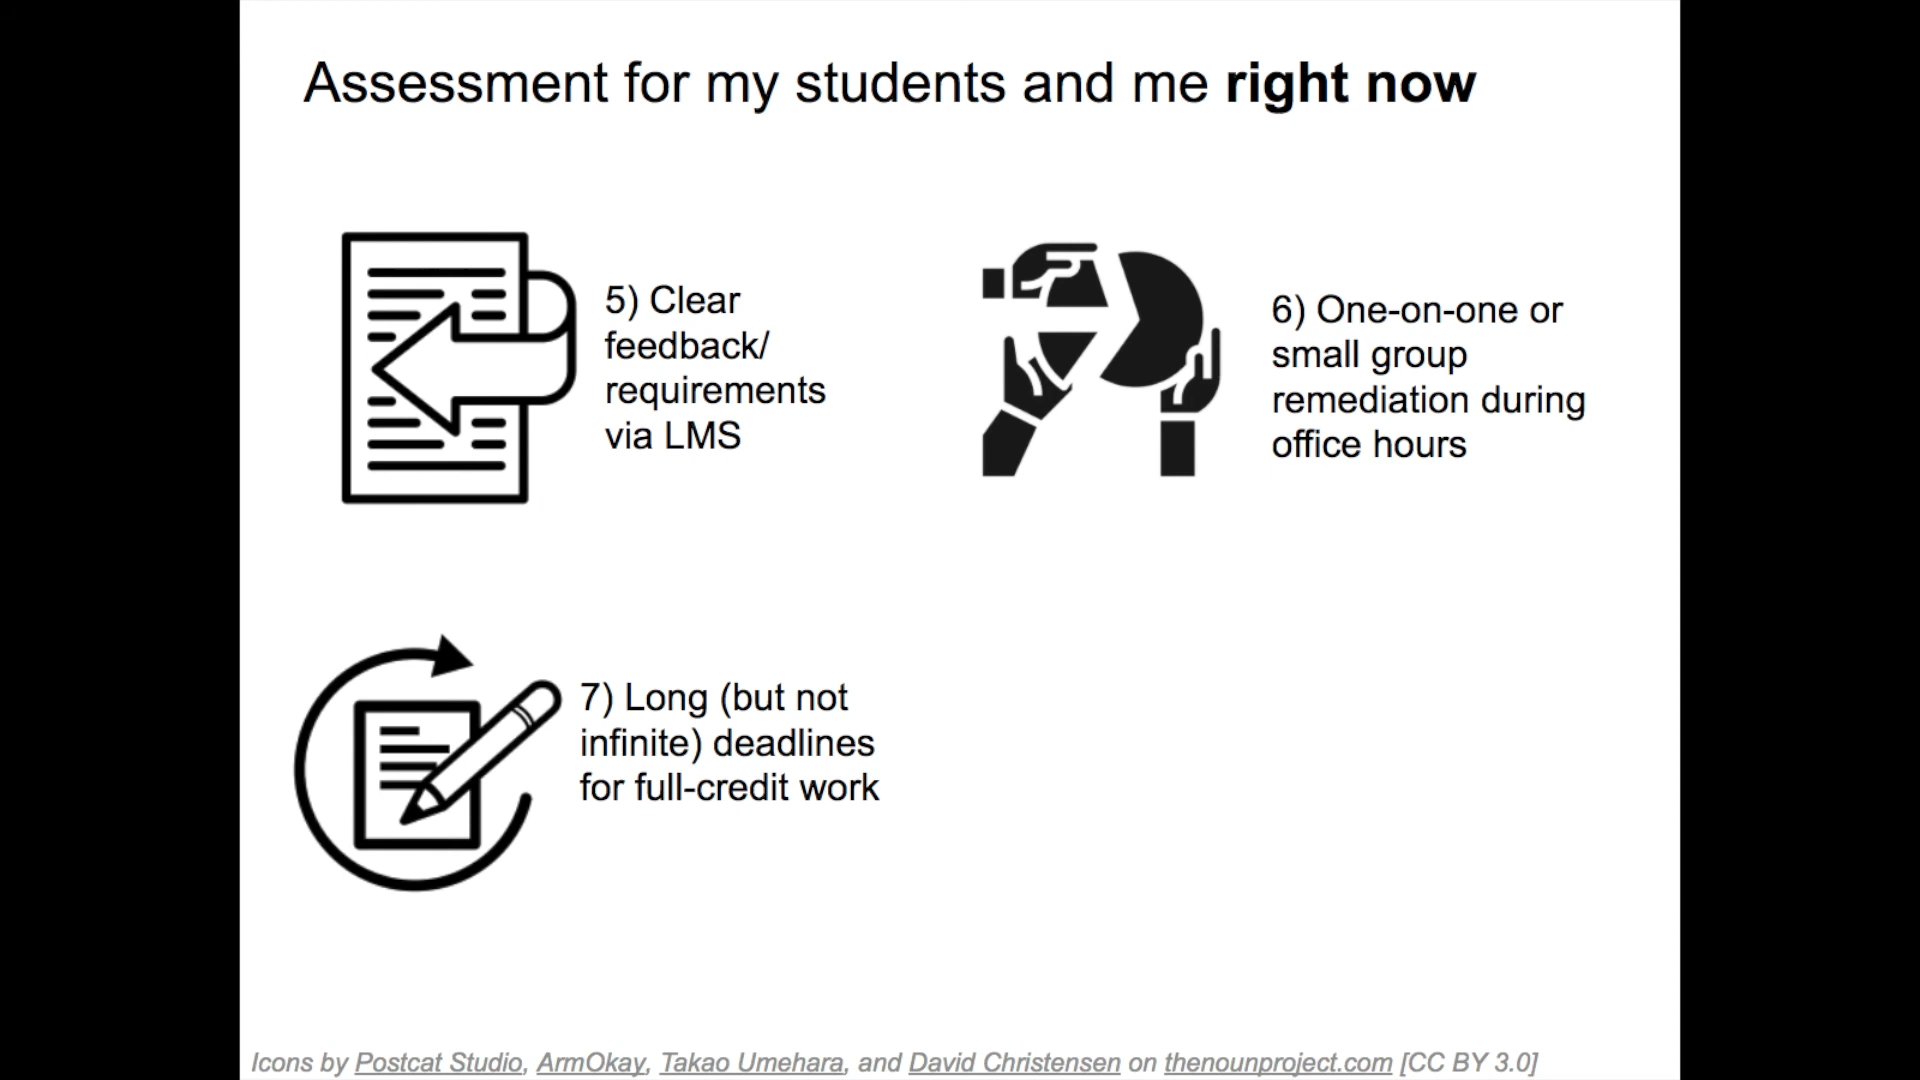 Assessment for my students and me right now
5) Clear
feedback/
requirements
via LMS
6) One-on-one or
small group
remediation during
office hours
7) Long (but not
infinite) deadlines
for full-credit work
Icons by Postcat Studio, ArmOkay, Takao Umehara, and David Christensen on thenounproject.com [CC BY 3.0]